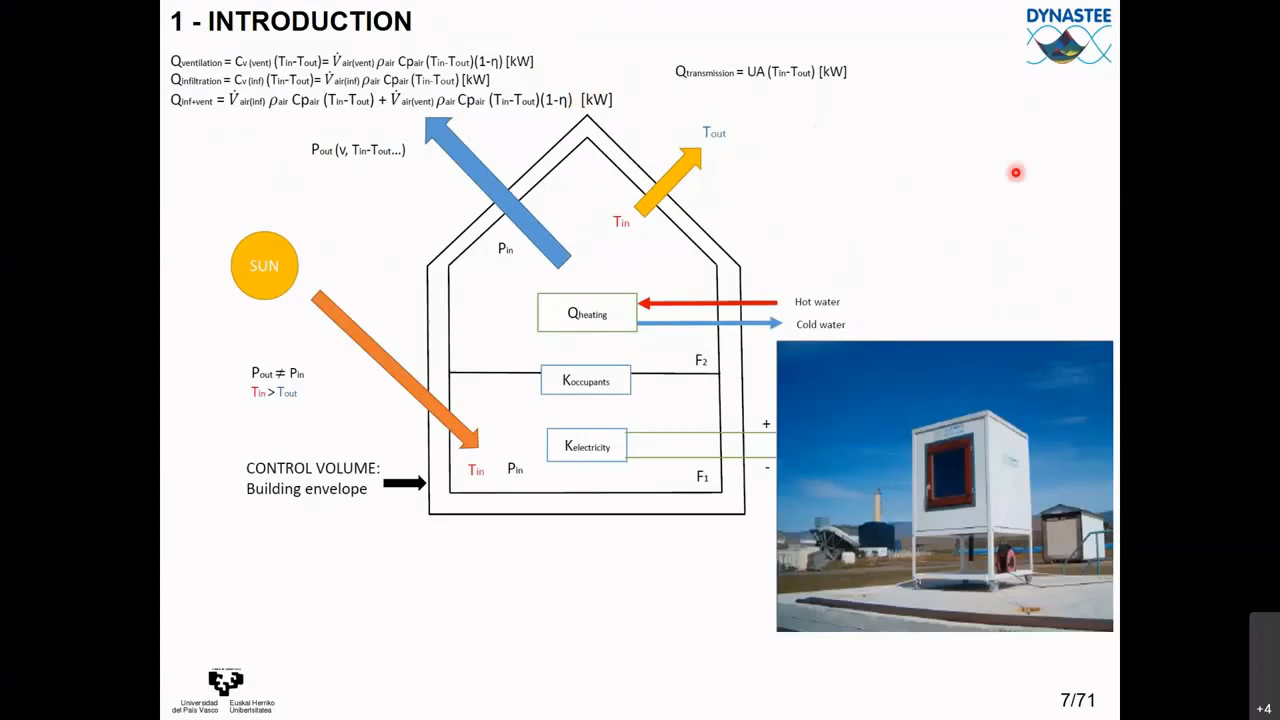 1 - INTRODUCTION
DYNASTEE
Qventilation = Cv (vent) (Tin-Tout)= V̇ air(vent) ρair Cpair (Tin-Tout)(1-η) [kW]
Qinfiltration = Cv (inf) (Tin-Tout)= V̇ air(inf) ρair Cpair (Tin-Tout) [kW]
Qinf+vent = V̇ air(inf) ρair Cpair (Tin-Tout) + V̇ air(vent) ρair Cpair (Tin-Tout)(1-η) [kW]
Qtransmission = UA (Tin-Tout) [kW]
Pout (v, Tin-Tout...)
Tout
Tin
Pin
SUN
Qheating
Hot water
Cold water
F2
Pout ≠ Pin
Tin > Tout
Koccupants
+
Kelectricity
-
CONTROL VOLUME:
Building envelope
Tin
Pin
F1
Universidad
del País Vasco
Euskal Herriko
Unibertsitatea
7/71
+4